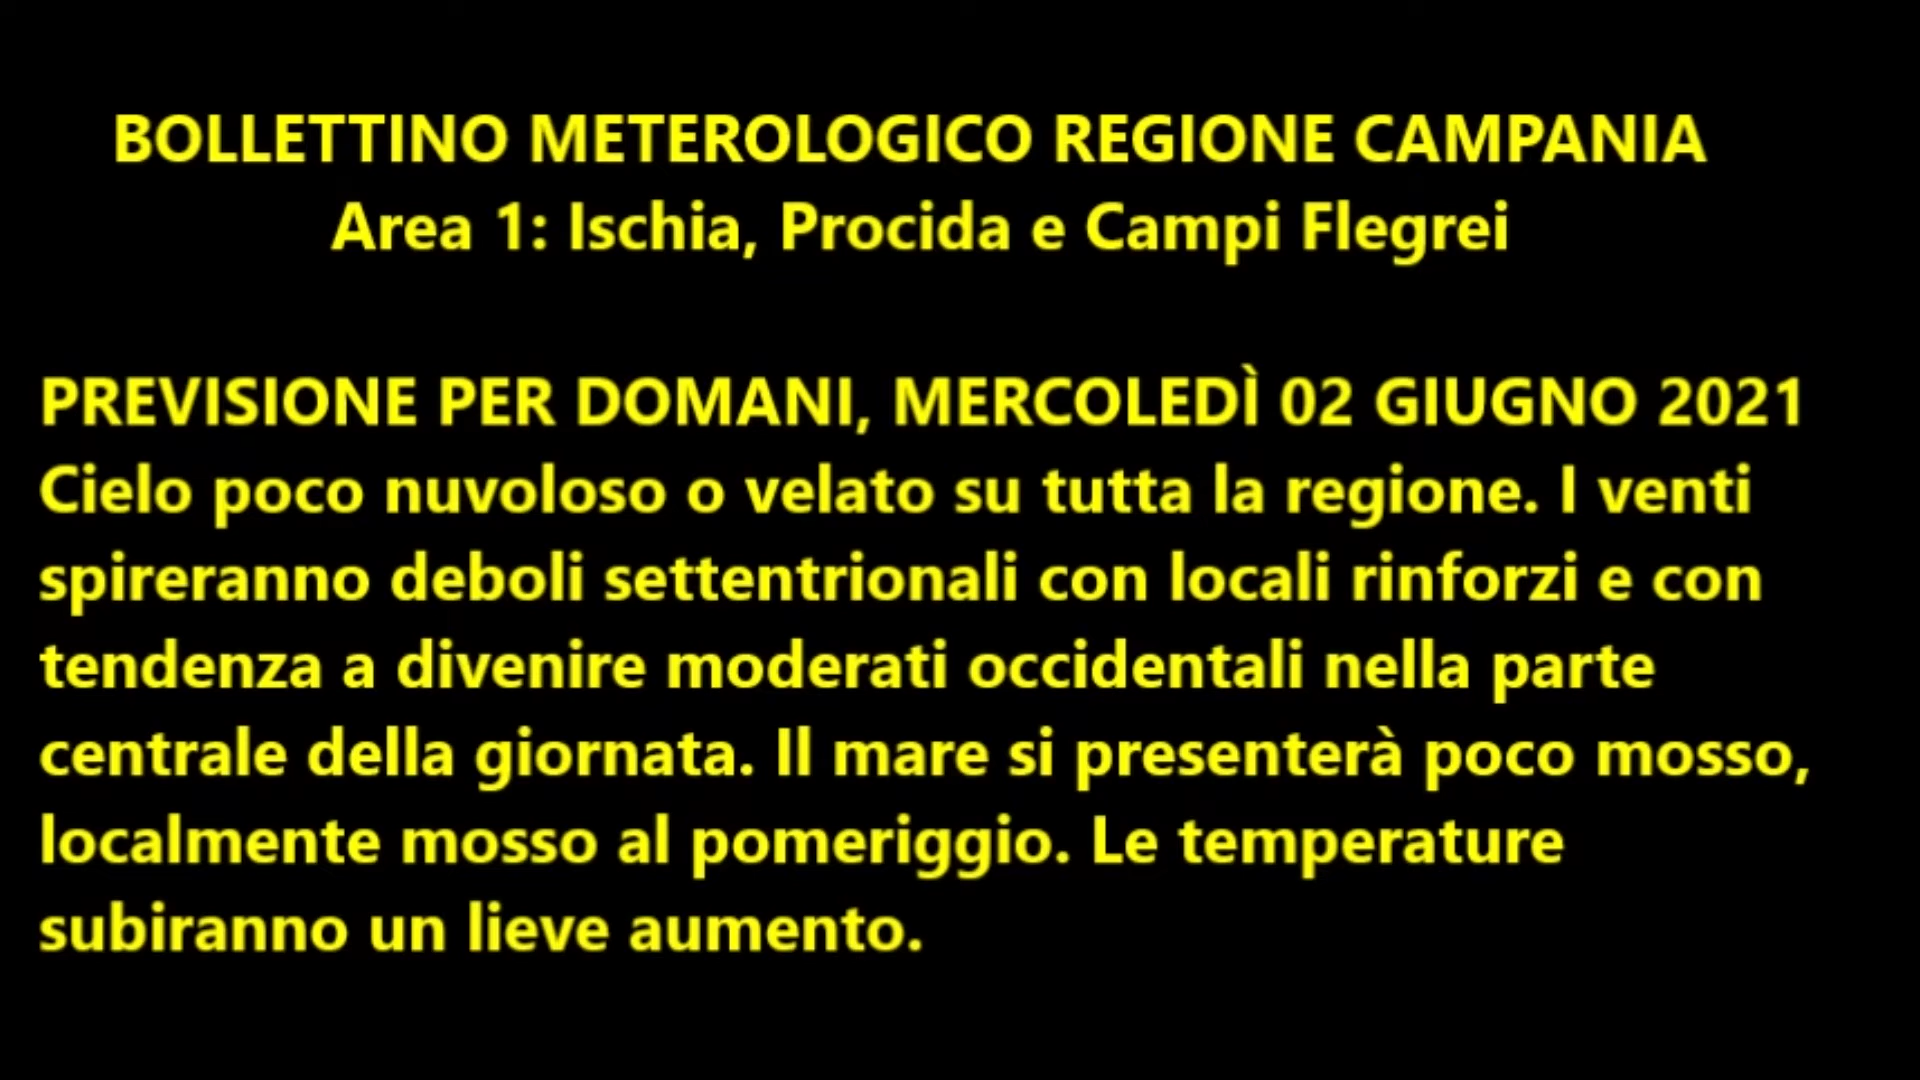 BOLLETTINO METEROLOGICO REGIONE CAMPANIA
Area 1: Ischia, Procida e Campi Flegrei
PREVISIONE PER DOMANI, MERCOLEDÌ 02 GIUGNO 2021
Cielo poco nuvoloso o velato su tutta la regione. I venti
spireranno deboli settentrionali con locali rinforzi e con
tendenza a divenire moderati occidentali nella parte
centrale della giornata. Il mare si presenterà poco mosso,
localmente mosso al pomeriggio. Le temperature
subiranno un lieve aumento.